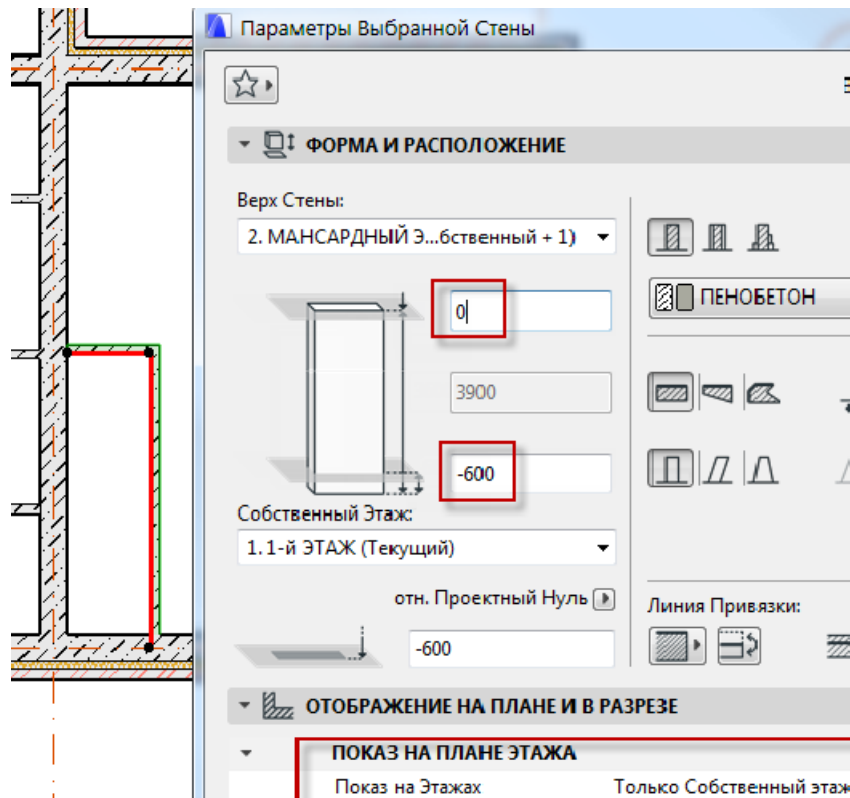 Параметры Выбранной Стены
ФОРМА И РАСПОЛОЖЕНИЕ
Верх Стены:
2. МАНСАРДНЫЙ Э...бственный + 1)
0
ПЕНОБЕТОН
3900
-600
Собственный Этаж:
1. 1-й ЭТАЖ (Текущий)
отн. Проектный Нуль
Линия Привязки:
-600
ОТОБРАЖЕНИЕ НА ПЛАНЕ И В РАЗРЕЗЕ
ПОКАЗ НА ПЛАНЕ ЭТАЖА
Показ на Этажах Только Собственный этаж